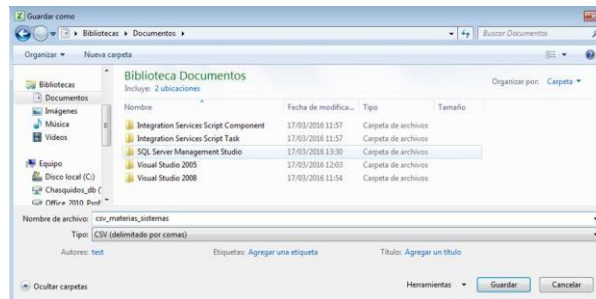 Guardar como
Bibliotecas ▸ Documentos ▸
Buscar Documentos
Organizar
Nueva carpeta
Biblioteca Documentos
Incluye: 2 ubicaciones
Organizar por: Carpeta
Bibliotecas
Documentos
Imágenes
Música
Vídeos
Equipo
Disco local (C:)
Chasquidos_db (
Office 2010 Prof
Nombre Fecha de modifica... Tipo Tamaño
Integration Services Script Component 17/03/2016 11:57 Carpeta de archivos
Integration Services Script Task 17/03/2016 11:57 Carpeta de archivos
SQL Server Management Studio 17/03/2016 13:30 Carpeta de archivos
Visual Studio 2005 17/03/2016 12:03 Carpeta de archivos
Visual Studio 2008 17/03/2016 11:54 Carpeta de archivos
Nombre de archivo: csv_materias_sistemas
Tipo: CSV (delimitado por comas)
Autores: test
Etiquetas: Agregar una etiqueta
Título: Agregar un título
Ocultar carpetas
Herramientas
Guardar
Cancelar